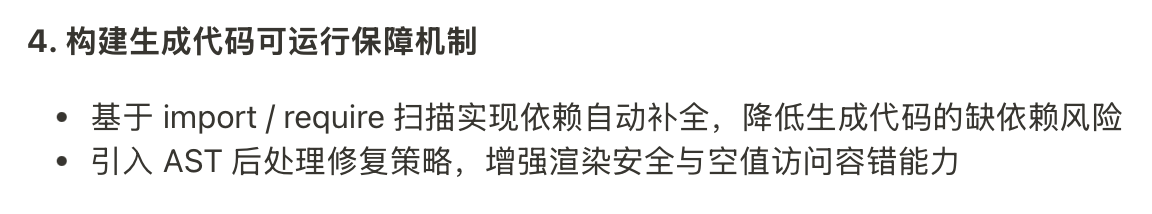 4. 构建生成代码可运行保障机制
• 基于 import / require 扫描实现依赖自动补全，降低生成代码的缺依赖风险
• 引入 AST 后处理修复策略，增强渲染安全与空值访问容错能力